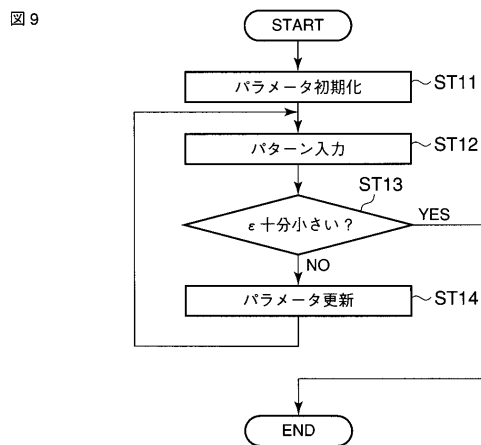 図9
START
パラメータ初期化
ST11
パターン入力
ST12
ST13
ε十分小さい?
YES
NO
パラメータ更新
ST14
END